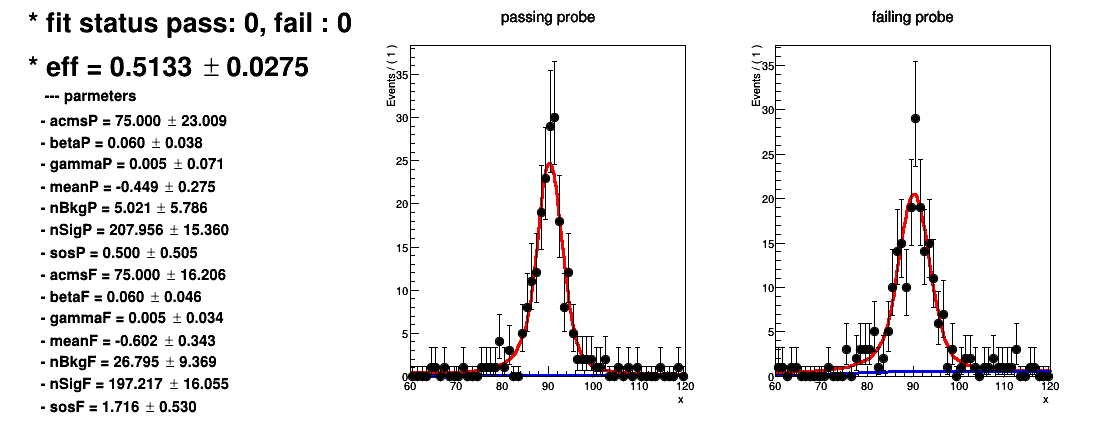 * fit status pass: 0, fail : 0
* eff = 0.5133 ± 0.0275
--- parmeters
- acmsP = 75.000 ± 23.009
- betaP = 0.060 ± 0.038
- gammaP = 0.005 ± 0.071
- meanP = -0.449 ± 0.275
- nBkgP = 5.021 ± 5.786
- nSigP = 207.956 ± 15.360
- sosP = 0.500 ± 0.505
- acmsF = 75.000 ± 16.206
- betaF = 0.060 ± 0.046
- gammaF = 0.005 ± 0.034
- meanF = -0.602 ± 0.343
- nBkgF = 26.795 ± 9.369
- nSigF = 197.217 ± 16.055
- sosF = 1.716 ± 0.530
passing probe
Events / ( 1 )
35
30
25
20
15
10
5
0
60 70 80 90 100 110 120
x
failing probe
Events / ( 1 )
35
30
25
20
15
10
5
0
60 70 80 90 100 110 120
x